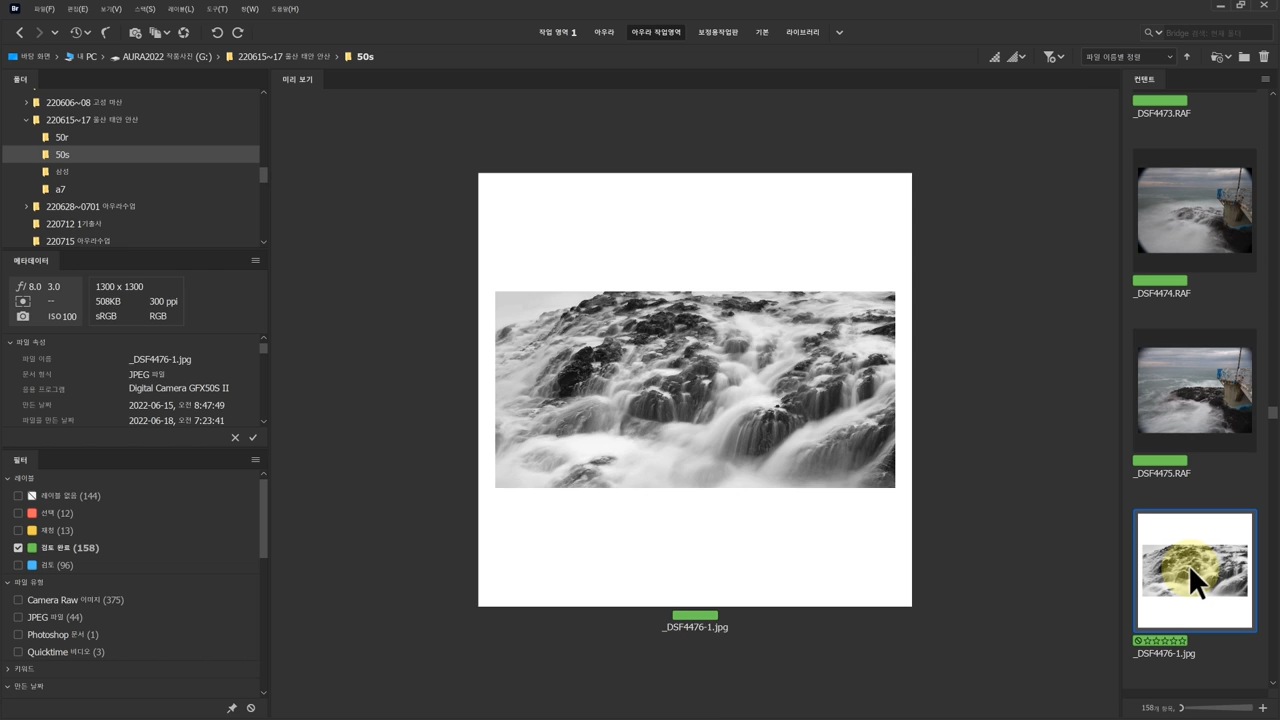 Br 파일(F) 편집(E) 보기(V) 스택(S) 레이블(L) 도구(T) 창(W) 도움말(H)
작업 영역 1 아우라 아우라 작업영역 보정용작업판 기본 라이브러리 Bridge 검색: 현재 폴더
바탕 화면 내 PC AURA2022 작품사진 (G:) 220615~17 울산 태안 안산 50s 파일 이름별 정렬
폴더
220606~08 고성 마산
220615~17 울산 태안 안산
50r
50s
삼성
a7
220628~0701 아우라수업
220712 1기출사
220715 아우라수업
메타데이터
f/ 8.0 3.0
--
ISO 100
1300 x 1300
508KB 300 ppi
sRGB RGB
파일 속성
파일 이름 _DSF4476-1.jpg
문서 형식 JPEG 파일
응용 프로그램 Digital Camera GFX50S II
만든 날짜 2022-06-15, 오전 8:47:49
파일을 만든 날짜 2022-06-18, 오전 7:23:41
필터
레이블
레이블 없음 (144)
선택 (12)
재청 (13)
검토 완료 (158)
검토 (96)
파일 유형
Camera Raw 이미지 (375)
JPEG 파일 (44)
Photoshop 문서 (1)
Quicktime 비디오 (3)
키워드
만든 날짜
미리 보기
_DSF4476-1.jpg
컨텐트
_DSF4473.RAF
_DSF4474.RAF
_DSF4475.RAF
_DSF4476-1.jpg
158개 항목,